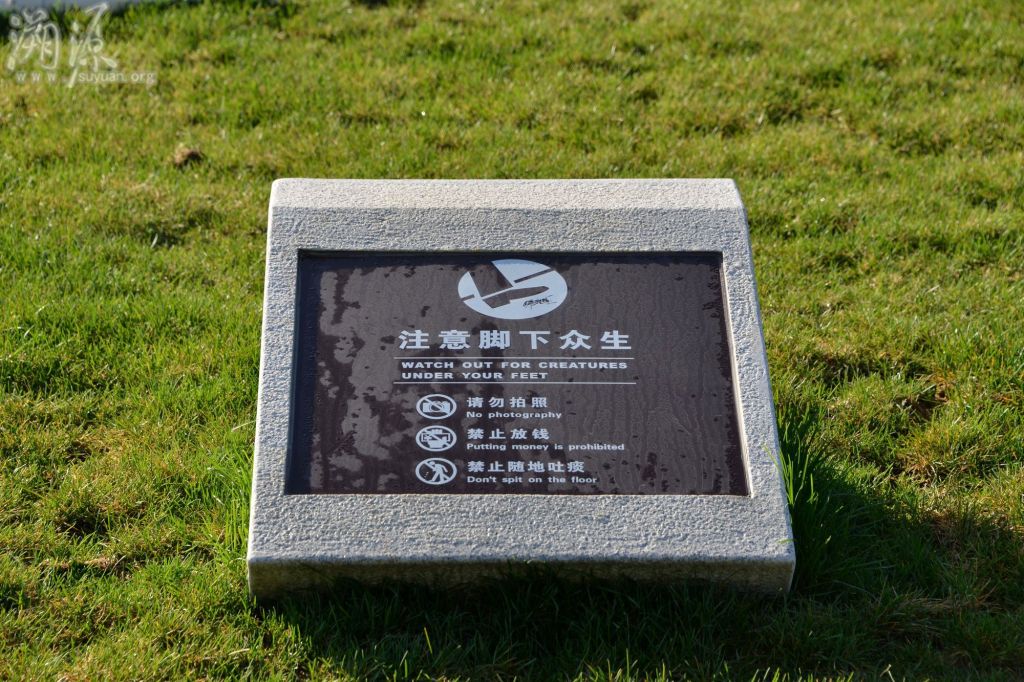 溯源
www.suyuan.org
注意脚下众生
WATCH OUT FOR CREATURES
UNDER YOUR FEET
请勿拍照
No photography
禁止放钱
Putting money is prohibited
禁止随地吐痰
Don't spit on the floor